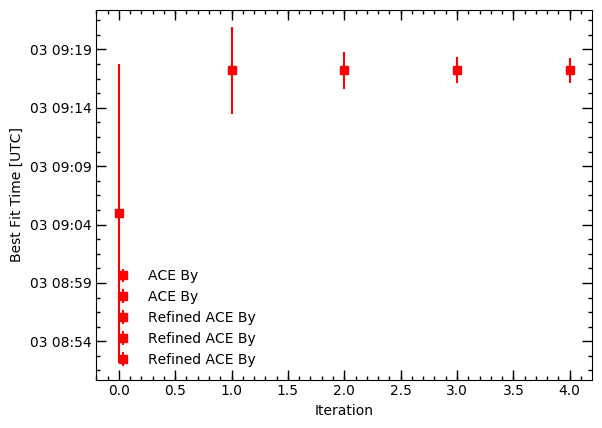 03 09:19
03 09:14
03 09:09
03 09:04
03 08:59
03 08:54
Best Fit Time [UTC]
ACE By
ACE By
Refined ACE By
Refined ACE By
Refined ACE By
0.0 0.5 1.0 1.5 2.0 2.5 3.0 3.5 4.0
Iteration